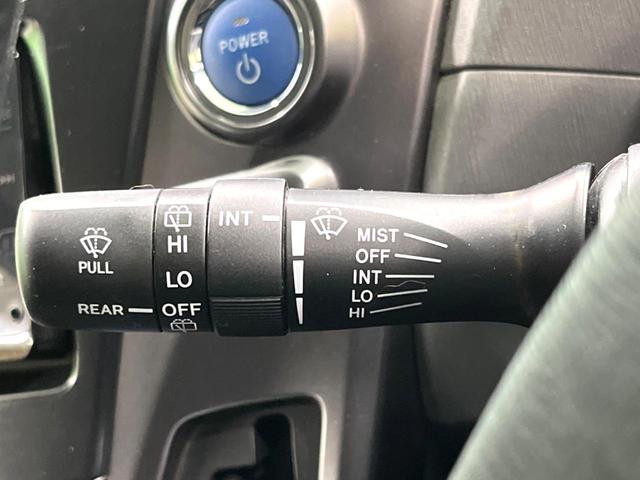 POWER
INT
MIST
OFF
INT
LO
HI
HI
LO
OFF
PULL
REAR